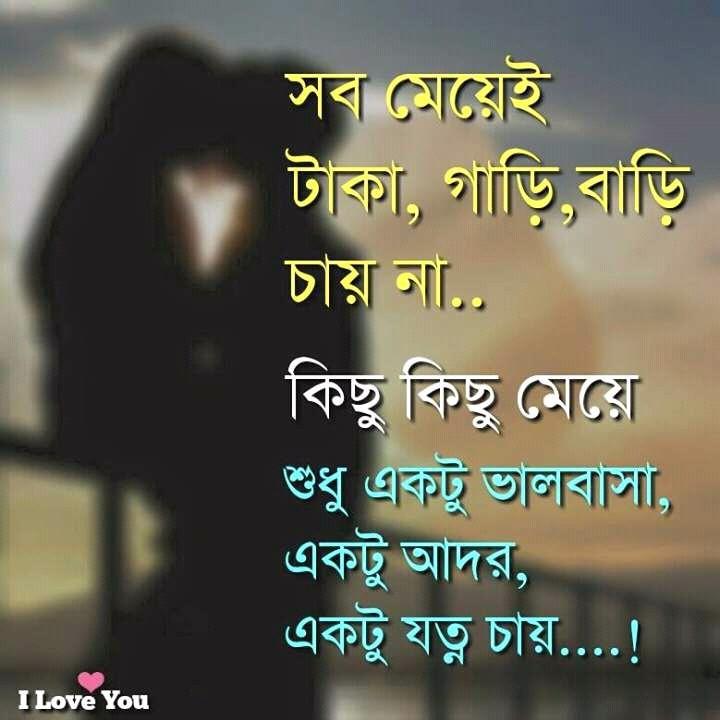 সব মেয়েই
টাকা, গাড়ি,বাড়ি
চায় না..
কিছু কিছু মেয়ে
শুধু একটু ভালবাসা,
একটু আদর,
একটু যত্ন চায়....!
I Love You